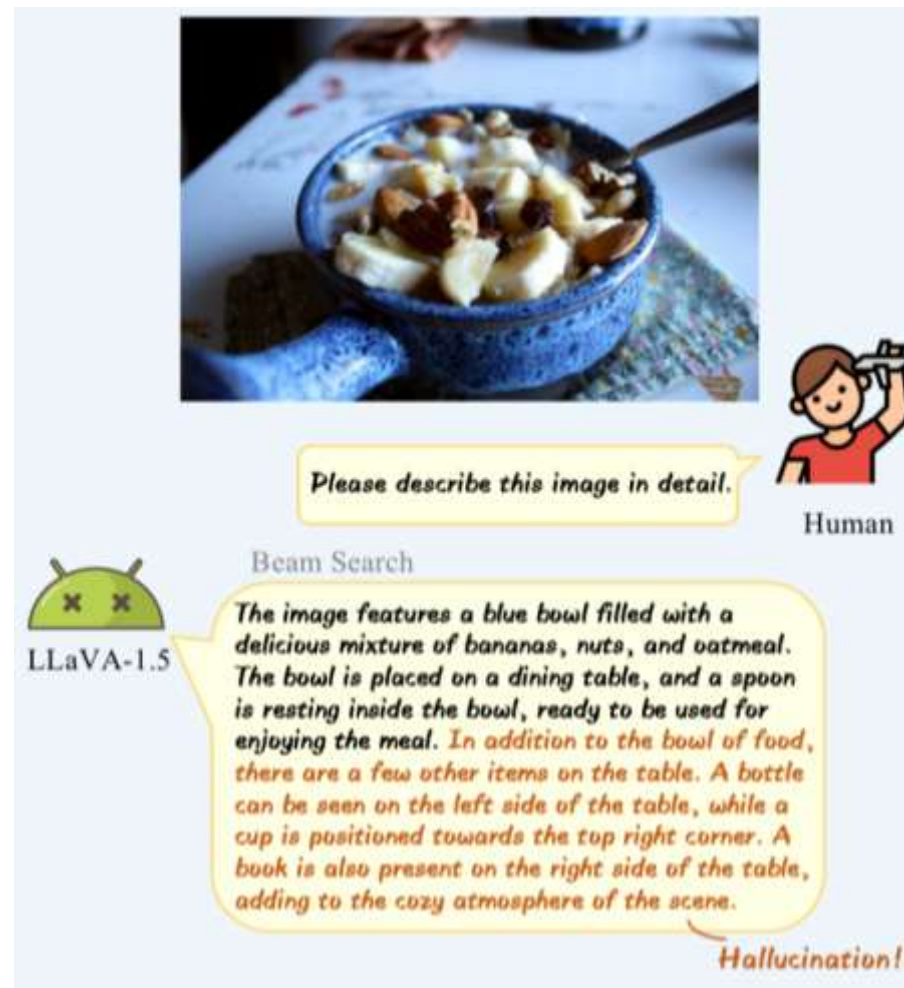 Please describe this image in detail.
Human
Beam Search
LLaVA-1.5
The image features a blue bowl filled with a
delicious mixture of bananas, nuts, and oatmeal.
The bowl is placed on a dining table, and a spoon
is resting inside the bowl, ready to be used for
enjoying the meal. In addition to the bowl of food,
there are a few other items on the table. A bottle
can be seen on the left side of the table, while a
cup is positioned towards the top right corner. A
book is also present on the right side of the table,
adding to the cozy atmosphere of the scene.
Hallucination!